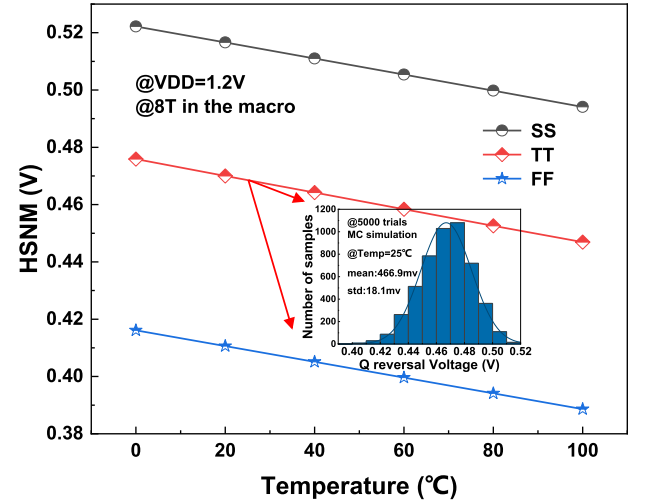 0.52
0.50
0.48
0.46
0.44
0.42
0.40
0.38
HSNM (V)
@VDD=1.2V
@8T in the macro
SS
TT
FF
1200
1000
800
600
400
200
0
Number of samples
@5000 trials
MC simulation
@Temp=25℃
mean:466.9mv
std:18.1mv
0.40 0.42 0.44 0.46 0.48 0.50 0.52
Q reversal Voltage (V)
0 20 40 60 80 100
Temperature (℃)